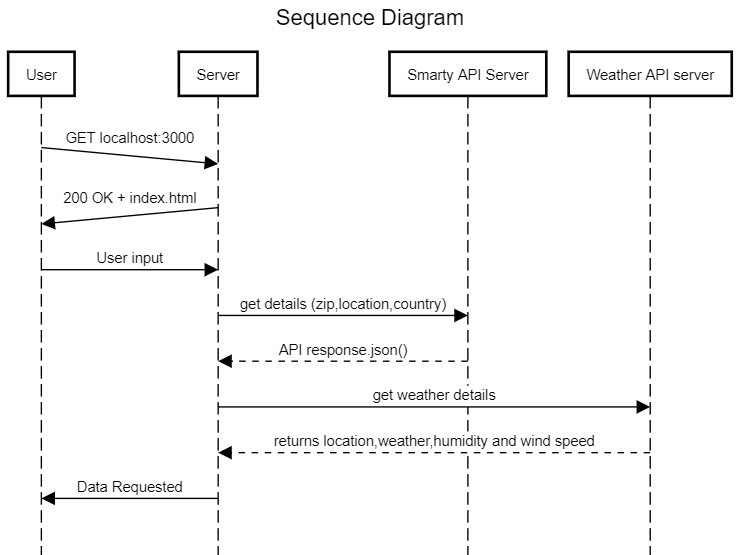 Sequence Diagram
User
Server
Smarty API Server
Weather API server
GET localhost:3000
200 OK + index.html
User input
get details (zip,location,country)
API response.json()
get weather details
returns location,weather,humidity and wind speed
Data Requested